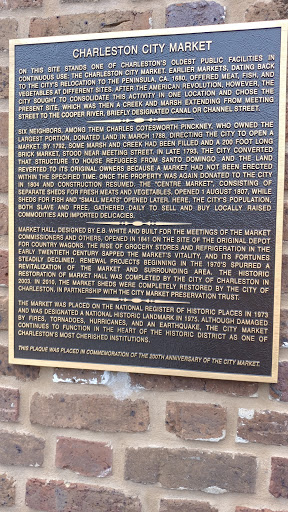 CHARLESTON CITY MARKET
ON THIS SITE STANDS ONE OF CHARLESTON'S OLDEST PUBLIC FACILITIES IN
CONTINUOUS USE: THE CHARLESTON CITY MARKET. EARLIER MARKETS, DATING BACK
TO THE CITY'S RELOCATION TO THE PENINSULA, CA. 1680, OFFERED MEAT, FISH, AND
VEGETABLES AT DIFFERENT SITES. AFTER THE AMERICAN REVOLUTION, HOWEVER, THE
CITY SOUGHT TO CONSOLIDATE THIS ACTIVITY IN ONE LOCATION AND CHOSE THE
PRESENT SITE, WHICH WAS THEN A CREEK AND MARSH EXTENDING FROM MEETING
STREET TO THE COOPER RIVER, BRIEFLY DESIGNATED CANAL OR CHANNEL STREET.
SIX NEIGHBORS, AMONG THEM CHARLES COTESWORTH PINCKNEY, WHO OWNED THE
LARGEST PORTION, DONATED LAND IN MARCH 1788, DIRECTING THE CITY TO OPEN A
MARKET. BY 1792, SOME MARSH AND CREEK HAD BEEN FILLED AND A 200 FOOT LONG
BRICK MARKET, STOOD NEAR MEETING STREET. IN LATE 1793, THE CITY CONVERTED
THAT STRUCTURE TO HOUSE REFUGEES FROM SANTO DOMINGO AND THE LAND
REVERTED TO ITS ORIGINAL OWNERS BECAUSE A MARKET HAD NOT BEEN ERECTED
WITHIN THE SPECIFIED TIME. ONCE THE PROPERTY WAS AGAIN DONATED TO THE CITY
IN 1804 AND CONSTRUCTION RESUMED, THE "CENTRE MARKET", CONSISTING OF
SEPARATE SHEDS FOR FRESH MEATS AND VEGETABLES, OPENED 1 AUGUST 1807, WHILE
SHEDS FOR FISH AND "SMALL MEATS" OPENED LATER. HERE, THE CITY'S POPULATION,
BOTH SLAVE AND FREE, GATHERED DAILY TO SELL AND BUY LOCALLY RAISED
COMMODITIES AND IMPORTED DELICACIES.
MARKET HALL, DESIGNED BY E.B. WHITE AND BUILT FOR THE MEETINGS OF THE MARKET
COMMISSIONERS AND CIVIC EVENTS, OPENED IN 1841 ON THE SITE OF THE ORIGINAL DEPOT
FOR COUNTRY WAGONS. THE RISE OF GROCERY STORES AND REFRIGERATION IN THE
EARLY TWENTIETH CENTURY SAPPED THE MARKET'S VITALITY, AND ITS FORTUNES
STEADILY DECLINED. RENEWAL PROJECTS BEGINNING IN THE 1970'S SPURRED A
REVITALIZATION OF THE MARKET AND SURROUNDING AREA. THE HISTORIC
RESTORATION OF MARKET HALL WAS COMPLETED BY THE CITY OF CHARLESTON IN
2003. IN 2010, THE MARKET SHEDS WERE COMPLETELY RESTORED BY THE CITY OF
CHARLESTON, IN PARTNERSHIP WITH THE CITY MARKET PRESERVATION TRUST.
THE MARKET WAS PLACED ON THE NATIONAL REGISTER OF HISTORIC PLACES IN 1973
AND WAS DESIGNATED A NATIONAL HISTORIC LANDMARK IN 1975. ALTHOUGH DAMAGED
BY FIRES, TORNADOES, HURRICANES, AND AN EARTHQUAKE, THE CITY MARKET
CONTINUES TO FUNCTION IN THE HEART OF THE HISTORIC DISTRICT AS ONE OF
CHARLESTON'S MOST CHERISHED INSTITUTIONS.
THIS PLAQUE WAS PLACED IN COMMEMORATION OF THE 200TH ANNIVERSARY OF THE CITY MARKET.